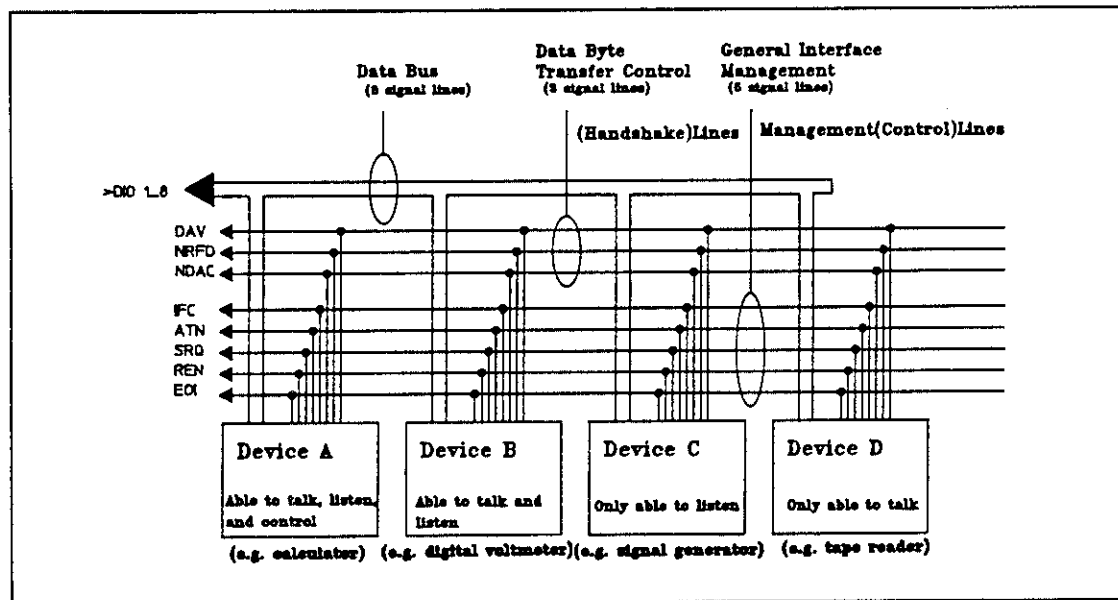 Data Bus
(8 signal lines)
Data Byte
Transfer Control
(3 signal lines)
General Interface
Management
(5 signal lines)
(Handshake)Lines
Management(Control)Lines
>DIO 1_8
DAV
NRFD
NDAC
IFC
ATN
SRQ
REN
EOI
Device A
Able to talk, listen,
and control
(e.g. calculator)
Device B
Able to talk and
listen
(e.g. digital voltmeter)
Device C
Only able to listen
(e.g. signal generator)
Device D
Only able to talk
(e.g. tape reader)